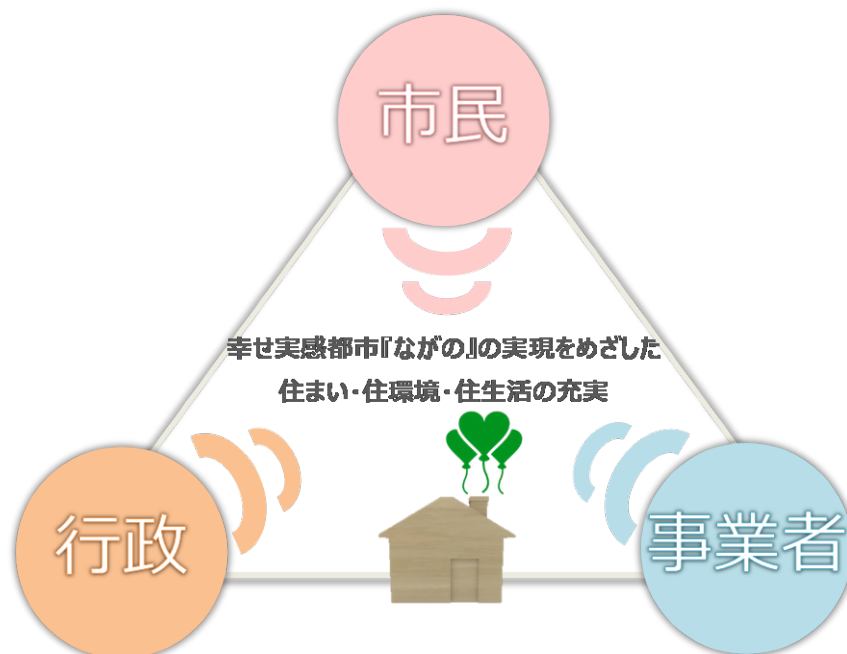 市民
幸せ実感都市『ながの』の実現をめざした
住まい・住環境・住生活の充実
行政
事業者